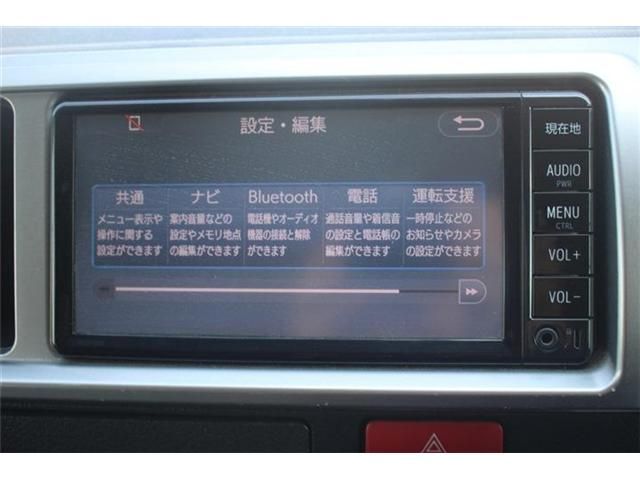 設定・編集
共通 ナビ Bluetooth 電話 運転支援
メニュー表示や
操作に関する
設定ができます
案内音量などの
設定やメモリ地点
の編集ができます
電話機やオーディオ
機器の接続と解除
ができます
通話音量や着信音
の設定と電話帳の
編集ができます
一時停止などの
お知らせやカメラ
の設定ができます
現在地
AUDIO
PWR
MENU
CTRL
VOL+
VOL-